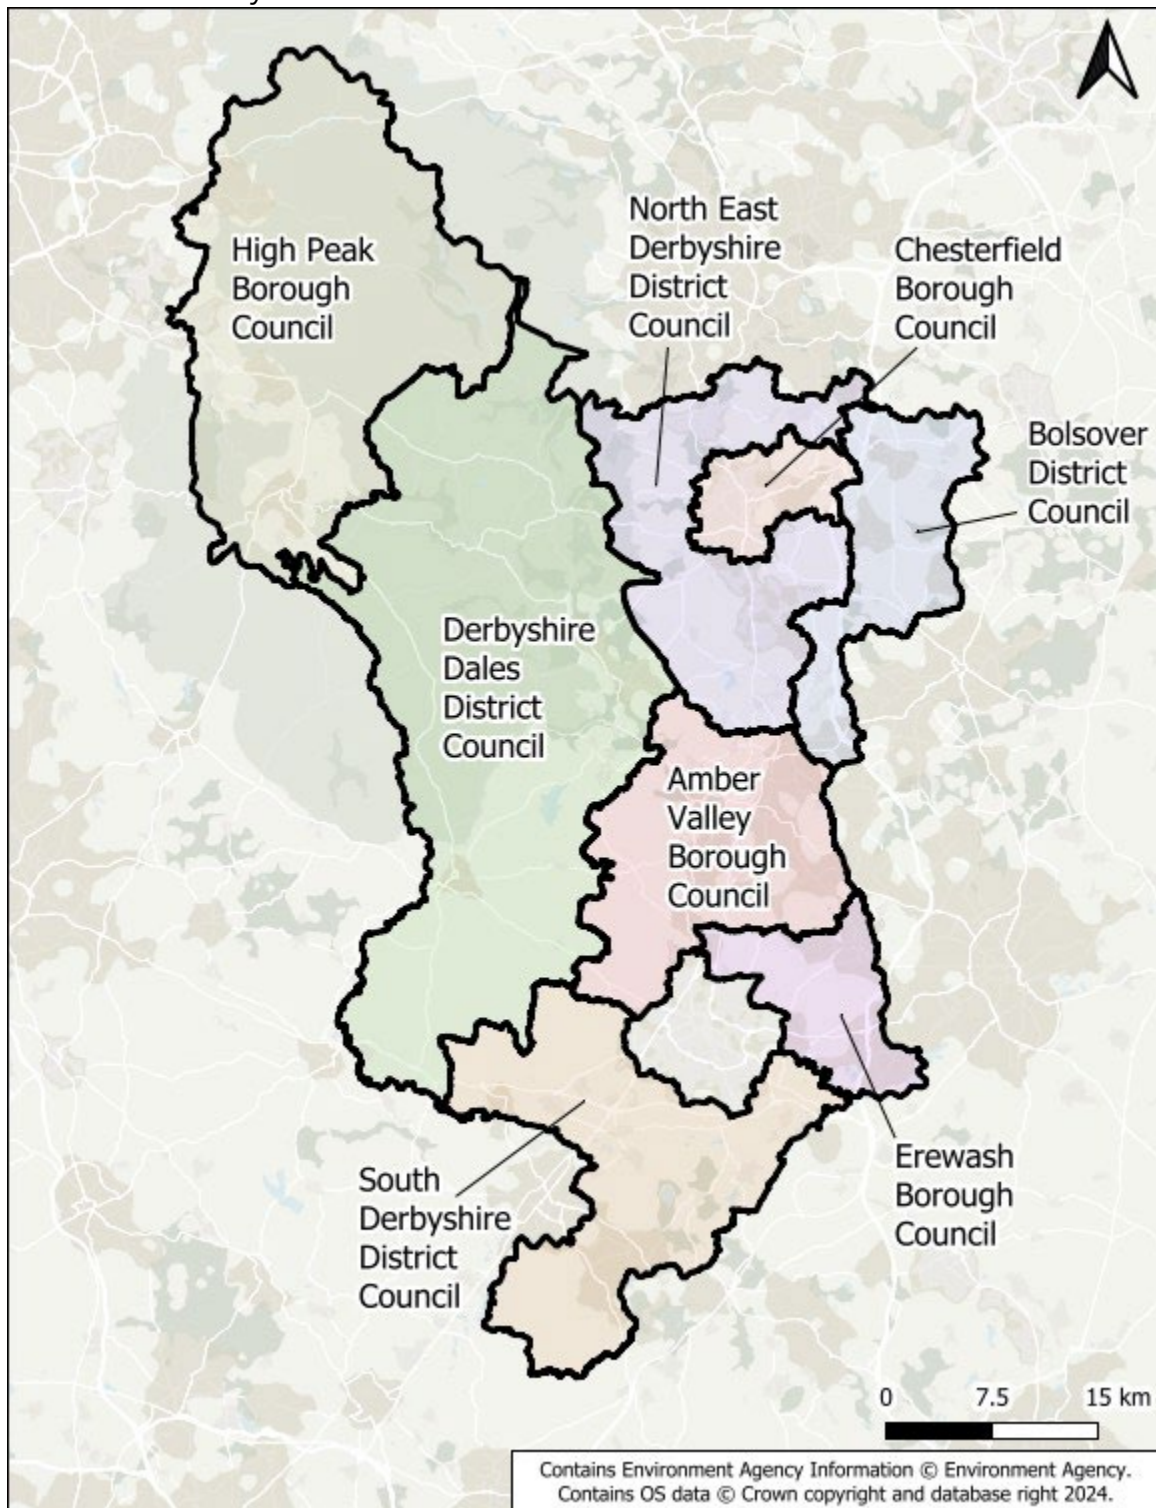 High Peak
Borough
Council
North East
Derbyshire
District
Council
Chesterfield
Borough
Council
Bolsover
District
Council
Derbyshire
Dales
District
Council
Amber
Valley
Borough
Council
South
Derbyshire
District
Council
Erewash
Borough
Council
0 7.5 15 km
Contains Environment Agency Information © Environment Agency.
Contains OS data © Crown copyright and database right 2024.